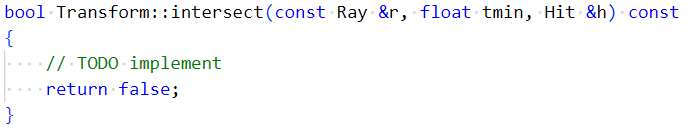 bool Transform::intersect(const Ray &r, float tmin, Hit &h) const
{
    // TODO implement
    return false;
}